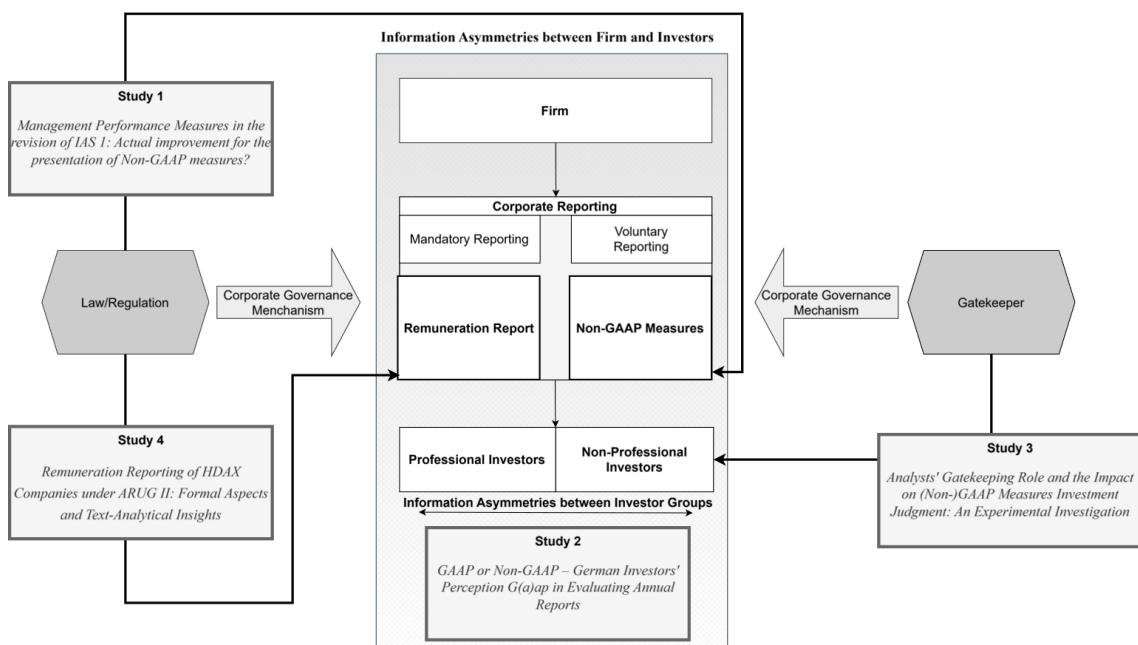 Information Asymmetries between Firm and Investors
Study 1
Management Performance Measures in the
revision of IAS 1: Actual improvement for the
presentation of Non-GAAP measures?
Firm
Corporate Reporting
Mandatory Reporting
Voluntary
Reporting
Law/Regulation
Corporate Governance
Menchanism
Remuneration Report
Non-GAAP Measures
Corporate Governance
Mechanism
Gatekeeper
Study 4
Remuneration Reporting of HDAX
Companies under ARUG II: Formal Aspects
and Text-Analytical Insights
Professional Investors
Non-Professional
Investors
Information Asymmetries between Investor Groups
Study 3
Analysts' Gatekeeping Role and the Impact
on (Non-)GAAP Measures Investment
Judgment: An Experimental Investigation
Study 2
GAAP or Non-GAAP – German Investors'
Perception G(a)ap in Evaluating Annual
Reports